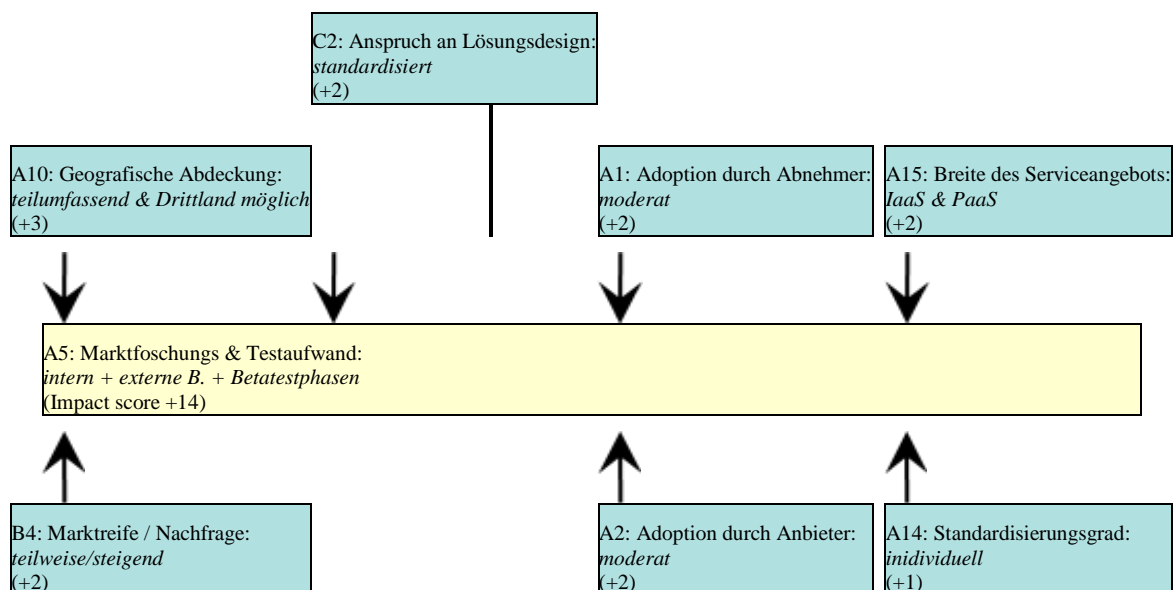 C2: Anspruch an Lösungsdesign:
standardisiert
(+2)
A10: Geografische Abdeckung:
teilumfassend & Drittland möglich
(+3)
A1: Adoption durch Abnehmer:
moderat
(+2)
A15: Breite des Serviceangebots:
IaaS & PaaS
(+2)
A5: Marktfoschungs & Testaufwand:
intern + externe B. + Betatestphasen
(Impact score +14)
B4: Marktreife / Nachfrage:
teilweise/steigend
(+2)
A2: Adoption durch Anbieter:
moderat
(+2)
A14: Standardisierungsgrad:
inidividuell
(+1)